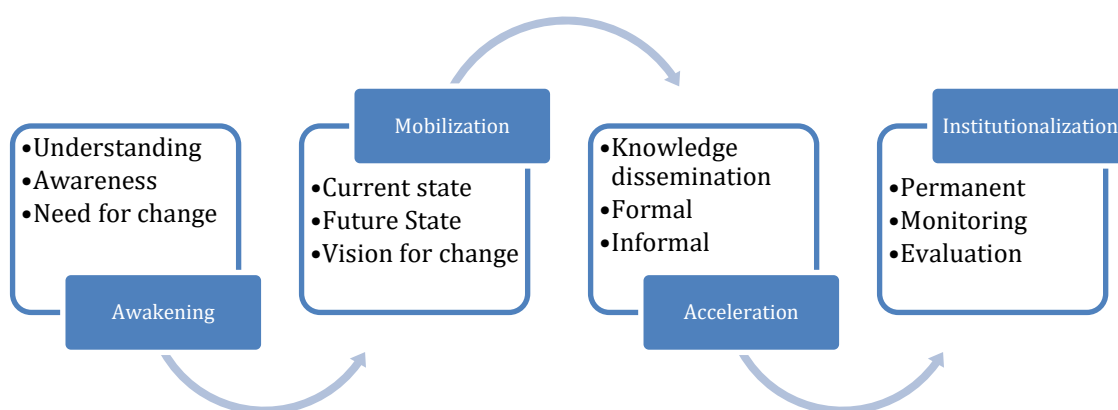 •Understanding
•Awareness
•Need for change
Awakening
Mobilization
•Current state
•Future State
•Vision for change
•Knowledge
dissemination
•Formal
•Informal
Acceleration
Institutionalization
•Permanent
•Monitoring
•Evaluation